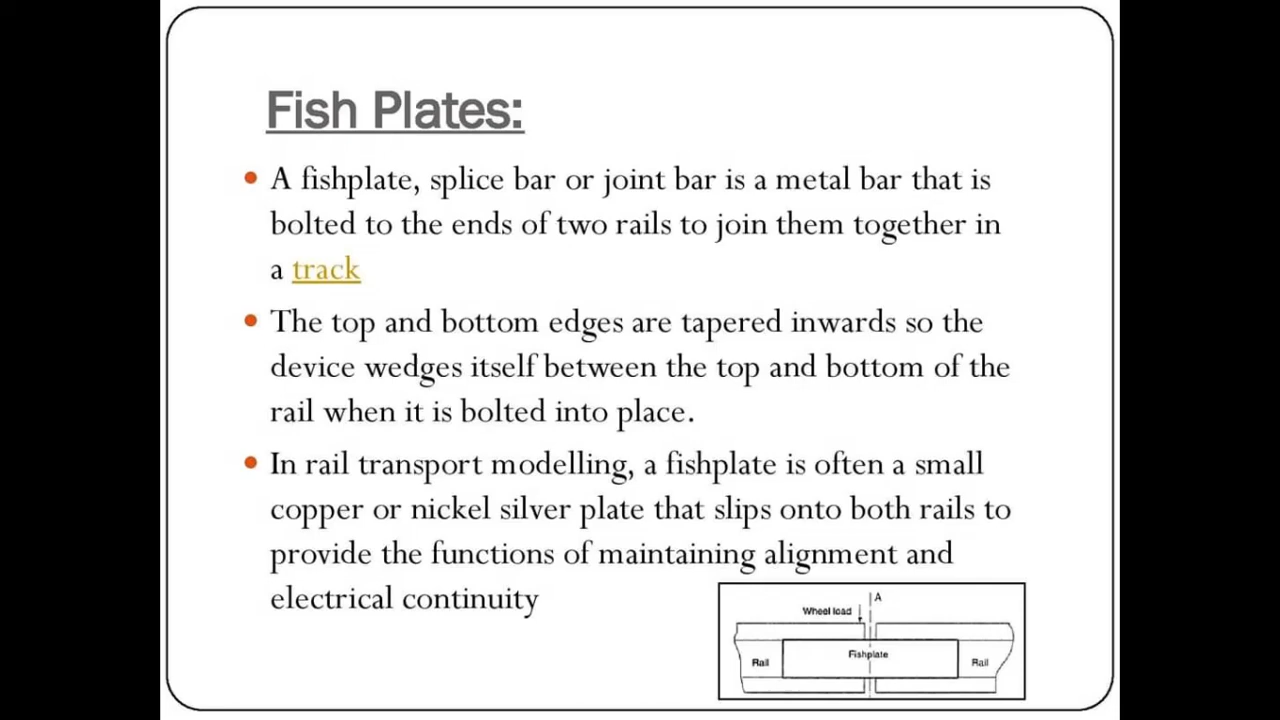 Fish Plates:
• A fishplate, splice bar or joint bar is a metal bar that is
bolted to the ends of two rails to join them together in
a track
• The top and bottom edges are tapered inwards so the
device wedges itself between the top and bottom of the
rail when it is bolted into place.
• In rail transport modelling, a fishplate is often a small
copper or nickel silver plate that slips onto both rails to
provide the functions of maintaining alignment and
electrical continuity
A
Wheel load
Fishplate
Rail
Rail